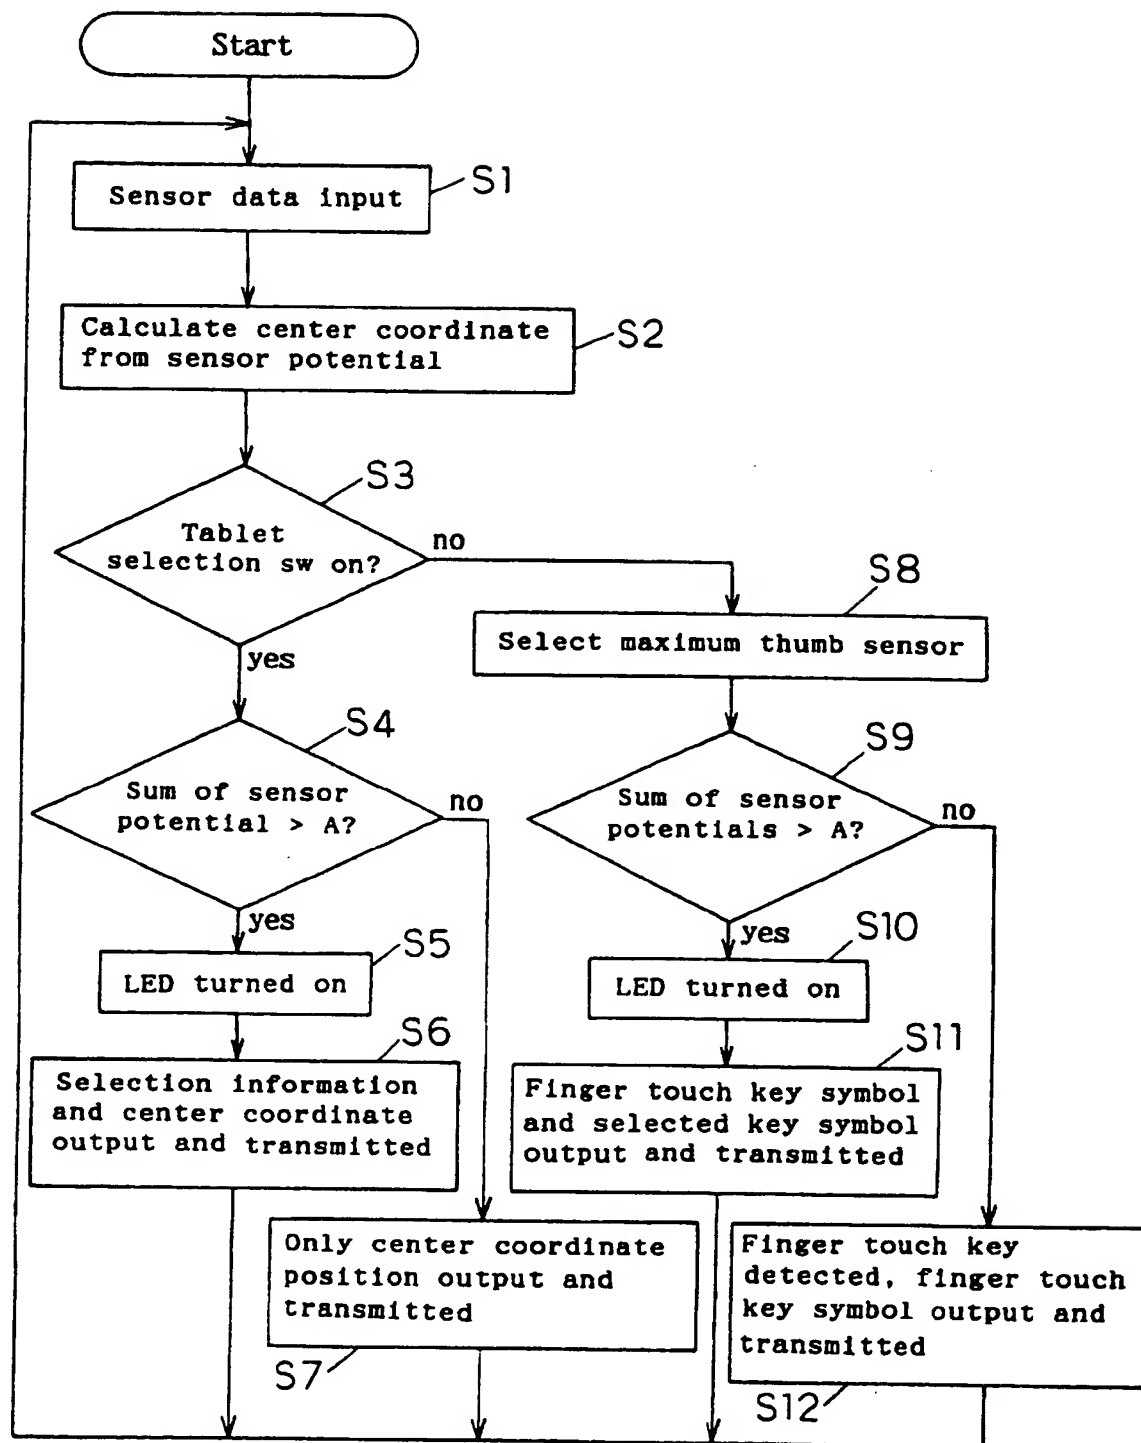 Start
Sensor data input
S1
Calculate center coordinate
from sensor potential
S2
S3
Tablet
selection sw on?
no
yes
S8
Select maximum thumb sensor
S4
Sum of sensor
potential > A?
no
yes
S9
Sum of sensor
potentials > A?
no
yes
S5
LED turned on
S10
LED turned on
S6
Selection information
and center coordinate
output and transmitted
S11
Finger touch key symbol
and selected key symbol
output and transmitted
Only center coordinate
position output and
transmitted
S7
Finger touch key
detected, finger touch
key symbol output and
transmitted
S12